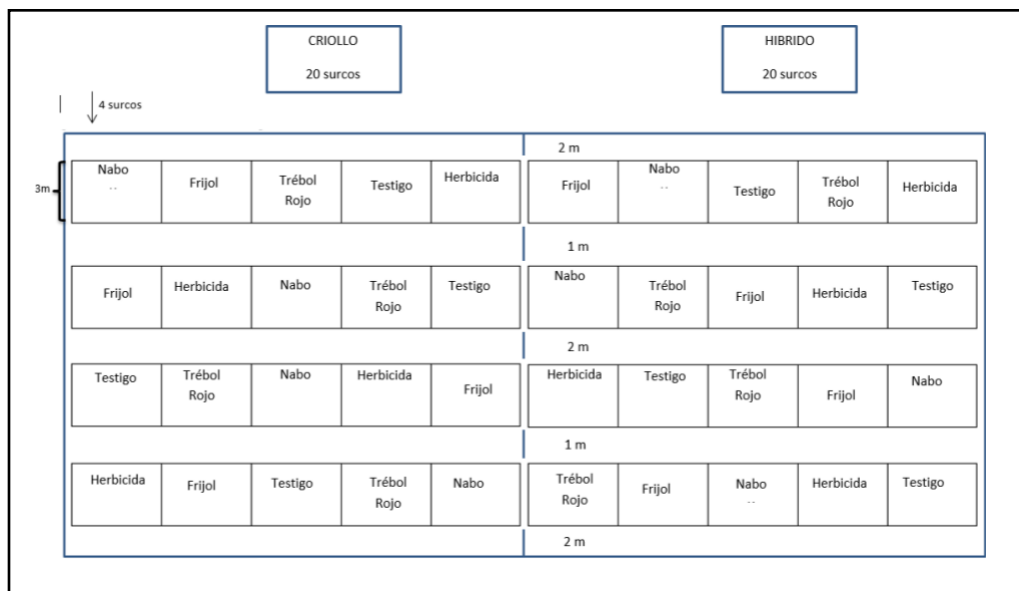 CRIOLLO
20 surcos
HIBRIDO
20 surcos
4 surcos
2 m
3m
Nabo
Frijol
Trébol
Rojo
Testigo
Herbicida
Frijol
Nabo
Testigo
Trébol
Rojo
Herbicida
1 m
Frijol
Herbicida
Nabo
Trébol
Rojo
Testigo
Nabo
Trébol
Rojo
Frijol
Herbicida
Testigo
2 m
Testigo
Trébol
Rojo
Nabo
Herbicida
Frijol
Herbicida
Testigo
Trébol
Rojo
Frijol
Nabo
1 m
Herbicida
Frijol
Testigo
Trébol
Rojo
Nabo
Trébol
Rojo
Frijol
Nabo
Herbicida
Testigo
2 m